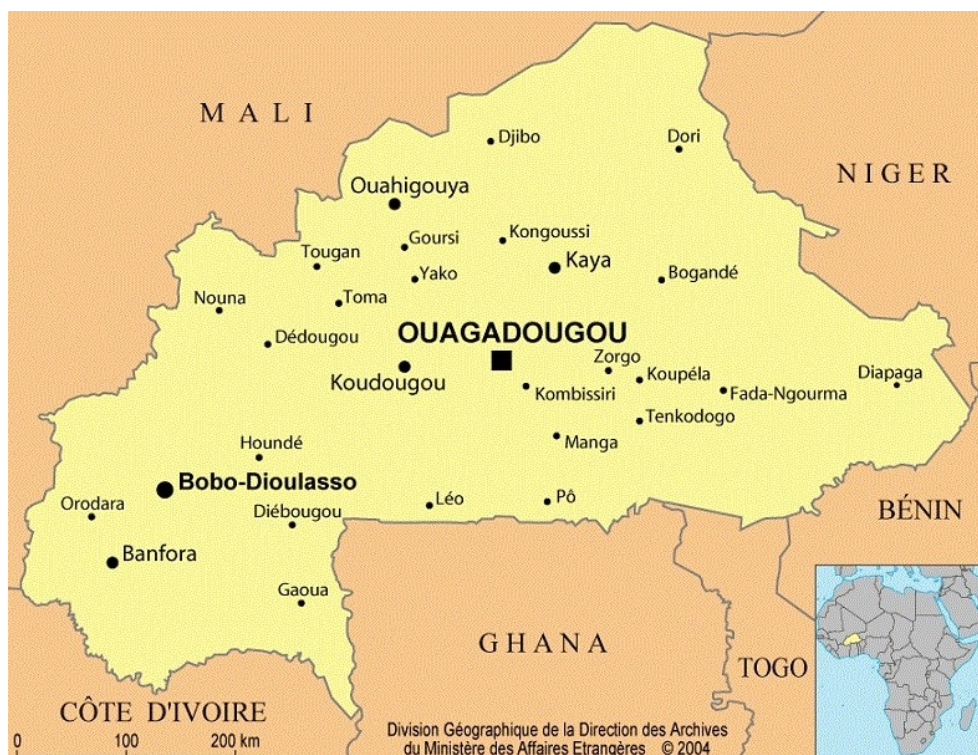 MALI
Djibo
Dori
NIGER
Ouahigouya
Goursi
Kongoussi
Tougan
Kaya
Yako
Bogandé
Nouna
Toma
OUAGADOUGOU
Dédougou
Zorgo
Koudougou
Koupéla
Diapaga
Kombissiri
Fada-Ngourma
Tenkodogo
Houndé
Manga
Bobo-Dioulasso
Orodara
Léo
Pô
Diébougou
BÉNIN
Banfora
Gaoua
GHANA
TOGO
CÔTE D'IVOIRE
0 100 200 km
Division Géographique de la Direction des Archives
du Ministère des Affaires Etrangères © 2004